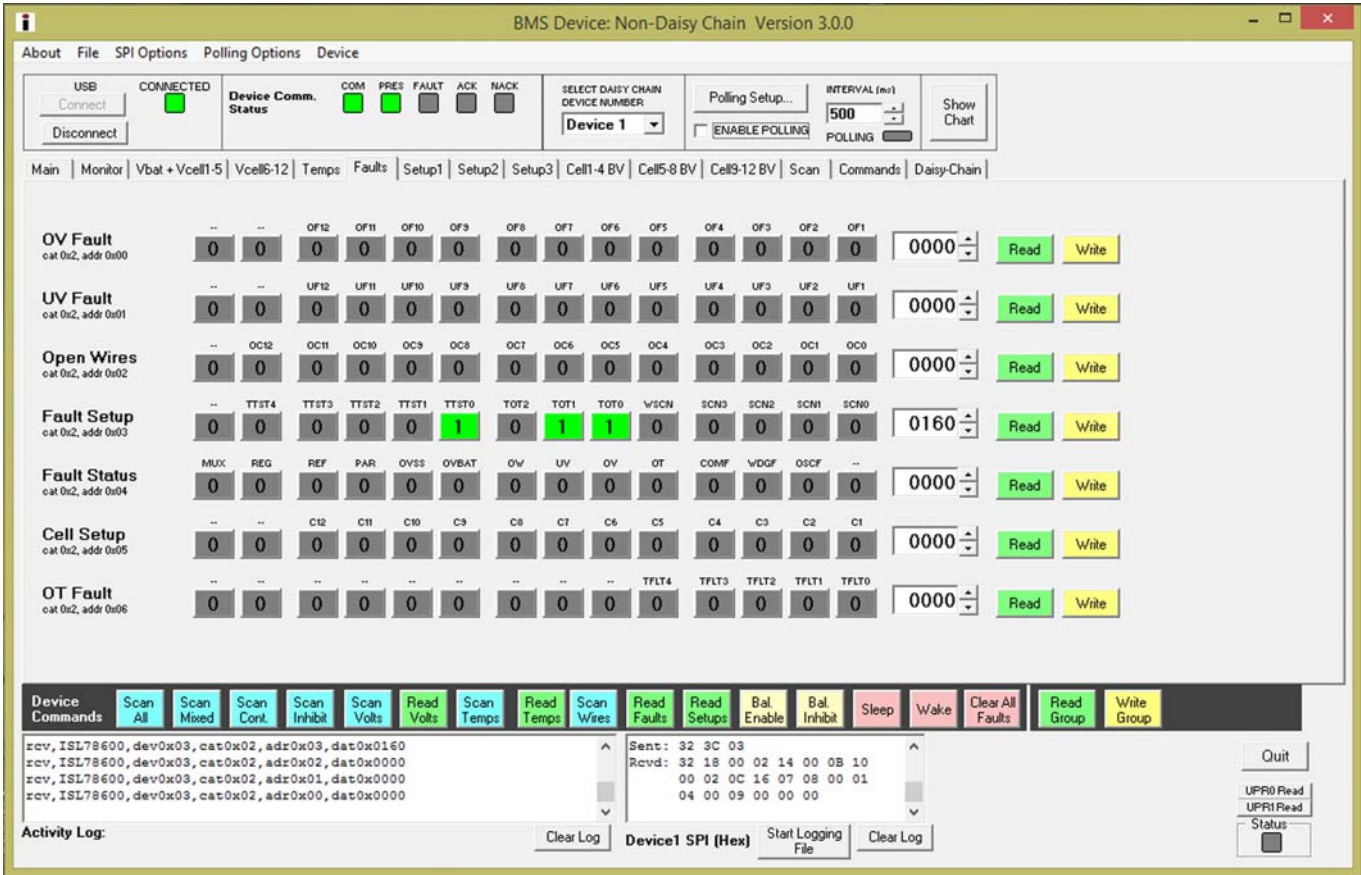 BMS Device: Non-Daisy Chain Version 3.0.0
About File SPI Options Polling Options Device
USB CONNECTED
Connect
Disconnect
Device Comm. Status
COM PRES FAULT ACK NACK
SELECT DAISY CHAIN
DEVICE NUMBER
Device 1
Polling Setup...
ENABLE POLLING
INTERVAL (ms)
500
POLLING
Show
Chart
Main Monitor Vbat + Vcell1-5 Vcell6-12 Temps Faults Setup1 Setup2 Setup3 Cell1-4 BV Cell5-8 BV Cell9-12 BV Scan Commands Daisy-Chain
-- -- OF12 OF11 OF10 OF9 OF8 OF7 OF6 OF5 OF4 OF3 OF2 OF1
OV Fault 0 0 0 0 0 0 0 0 0 0 0 0 0 0 0000 Read Write
cat 0x2, addr 0x00
-- -- UF12 UF11 UF10 UF9 UF8 UF7 UF6 UF5 UF4 UF3 UF2 UF1
UV Fault 0 0 0 0 0 0 0 0 0 0 0 0 0 0 0000 Read Write
cat 0x2, addr 0x01
-- OC12 OC11 OC10 OC9 OC8 OC7 OC6 OC5 OC4 OC3 OC2 OC1 OC0
Open Wires 0 0 0 0 0 0 0 0 0 0 0 0 0 0 0000 Read Write
cat 0x2, addr 0x02
-- TTST4 TTST3 TTST2 TTST1 TTST0 TOT2 TOT1 TOT0 WSCN SCN3 SCN2 SCN1 SCN0
Fault Setup 0 0 0 0 0 1 0 1 1 0 0 0 0 0 0160 Read Write
cat 0x2, addr 0x03
MUX REG REF PAR OVSS OVBAT OW UV OV OT COMF WDGF OSCF --
Fault Status 0 0 0 0 0 0 0 0 0 0 0 0 0 0 0000 Read Write
cat 0x2, addr 0x04
-- -- C12 C11 C10 C9 C8 C7 C6 C5 C4 C3 C2 C1
Cell Setup 0 0 0 0 0 0 0 0 0 0 0 0 0 0 0000 Read Write
cat 0x2, addr 0x05
-- -- -- -- -- -- -- -- -- TFLT4 TFLT3 TFLT2 TFLT1 TFLT0
OT Fault 0 0 0 0 0 0 0 0 0 0 0 0 0 0 0000 Read Write
cat 0x2, addr 0x06
Device Commands
Scan All
Scan Mixed
Scan Cont.
Scan Inhibit
Scan Volts
Read Volts
Scan Temps
Read Temps
Scan Wires
Read Faults
Read Setups
Bal. Enable
Bal. Inhibit
Sleep
Wake
Clear All Faults
Read Group
Write Group
rcv,ISL78600,dev0x03,cat0x02,adr0x03,dat0x0160
rcv,ISL78600,dev0x03,cat0x02,adr0x02,dat0x0000
rcv,ISL78600,dev0x03,cat0x02,adr0x01,dat0x0000
rcv,ISL78600,dev0x03,cat0x02,adr0x00,dat0x0000
Activity Log:
Clear Log
Sent: 32 3C 03
Rcvd: 32 18 00 02 14 00 0B 10
00 02 0C 16 07 08 00 01
04 00 09 00 00 00
Device1 SPI (Hex)
Start Logging File
Clear Log
Quit
UPR0 Read
UPR1 Read
Status